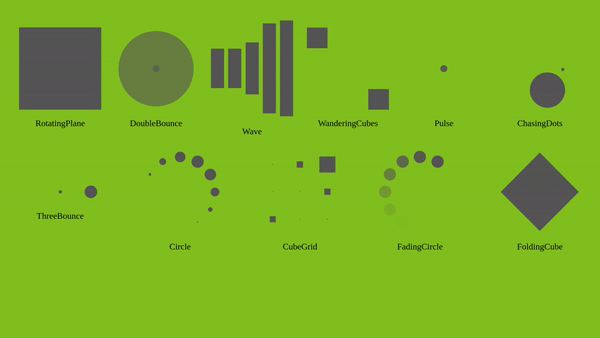 RotatingPlane
DoubleBounce
Wave
WanderingCubes
Pulse
ChasingDots
ThreeBounce
Circle
CubeGrid
FadingCircle
FoldingCube